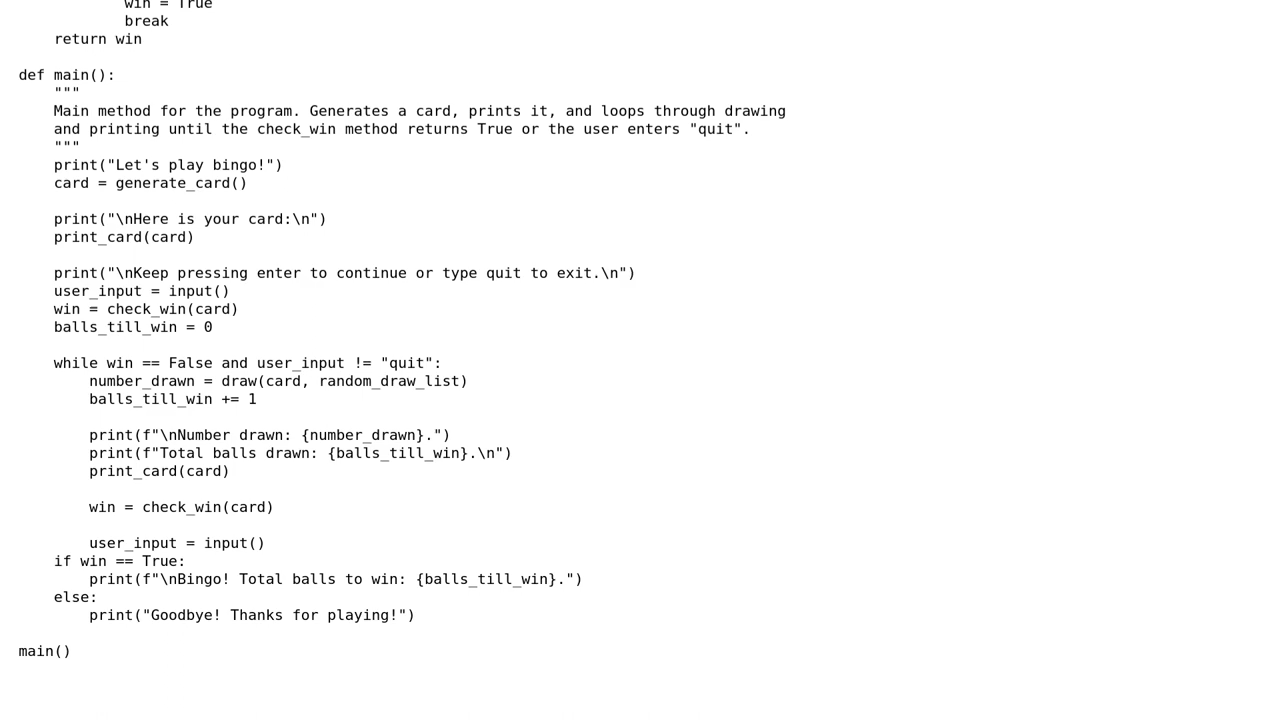 win = True
            break
    return win

def main():
    """
    Main method for the program. Generates a card, prints it, and loops through drawing
    and printing until the check_win method returns True or the user enters "quit".
    """
    print("Let's play bingo!")
    card = generate_card()

    print("\nHere is your card:\n")
    print_card(card)

    print("\nKeep pressing enter to continue or type quit to exit.\n")
    user_input = input()
    win = check_win(card)
    balls_till_win = 0

    while win == False and user_input != "quit":
        number_drawn = draw(card, random_draw_list)
        balls_till_win += 1

        print(f"\nNumber drawn: {number_drawn}.")
        print(f"Total balls drawn: {balls_till_win}.\n")
        print_card(card)

        win = check_win(card)

        user_input = input()
    if win == True:
        print(f"\nBingo! Total balls to win: {balls_till_win}.")
    else:
        print("Goodbye! Thanks for playing!")

main()